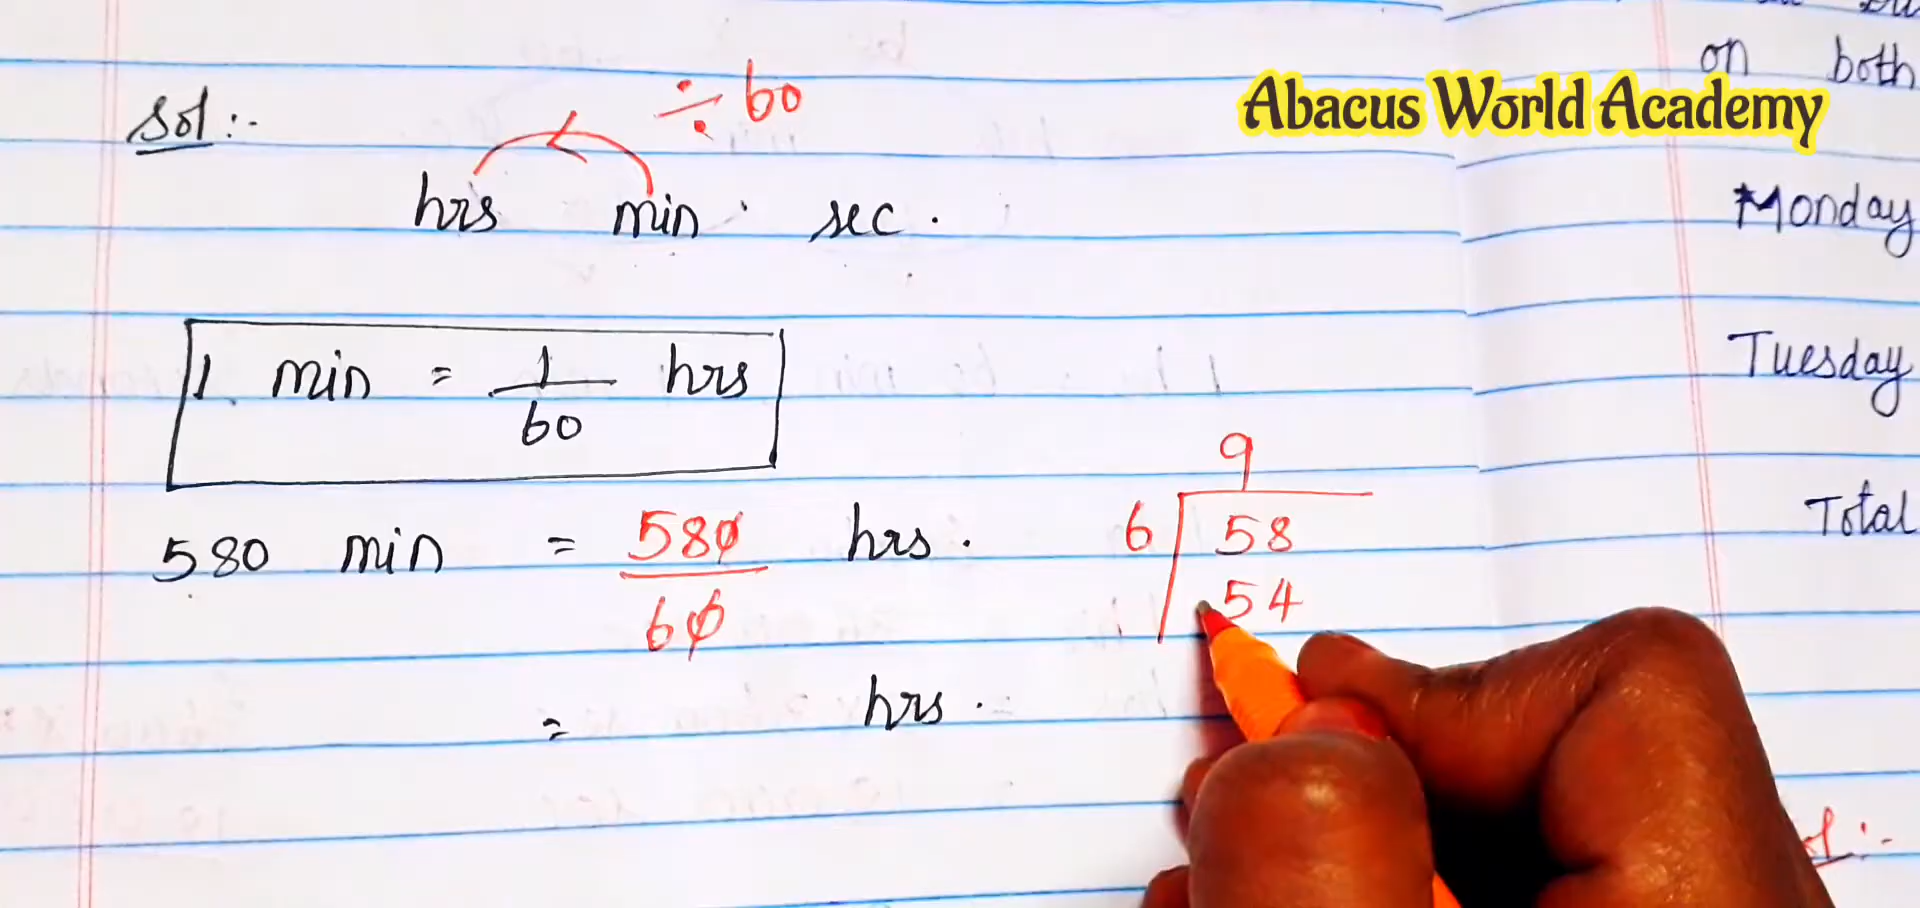 on both
Abacus World Academy
Sol:-
÷ 60
hrs min. sec.
1 min = 1/60 hrs
580 min = 580/60 hrs.
= hrs.
9
6 58
54
Monday
Tuesday
Total